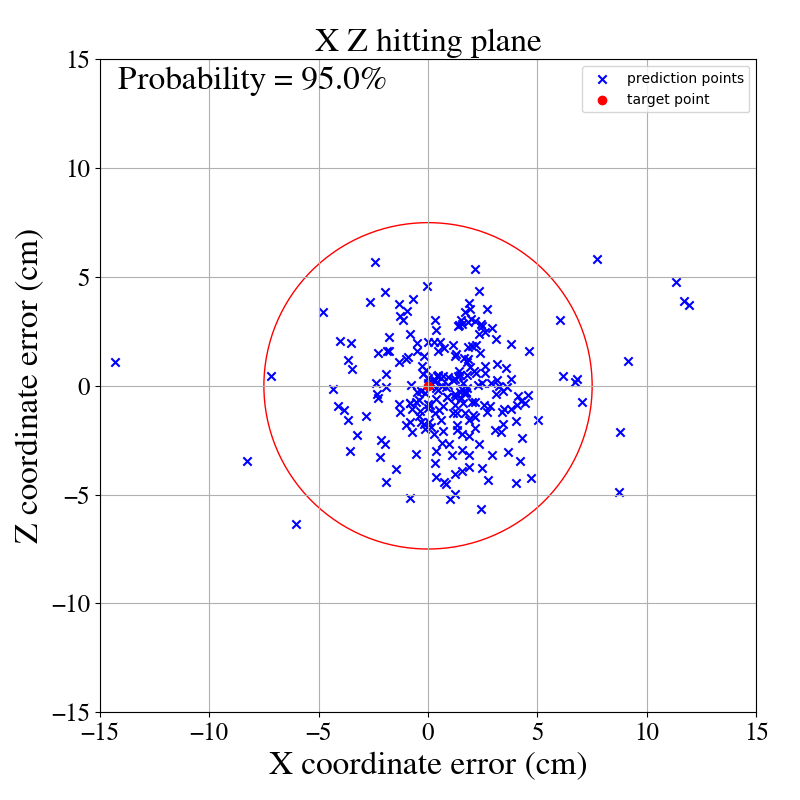 X Z hitting plane
Probability = 95.0%
prediction points
target point
15
10
5
0
−5
−10
−15
−15
−10
−5
0
5
10
15
Z coordinate error (cm)
X coordinate error (cm)